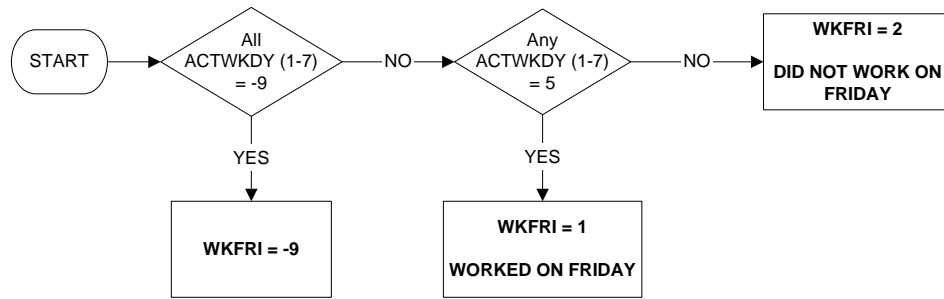 START
All
ACTWKDY (1-7)
= -9
NO
Any
ACTWKDY (1-7)
= 5
NO
WKFRI = 2
DID NOT WORK ON
FRIDAY
YES
YES
WKFRI = -9
WKFRI = 1
WORKED ON FRIDAY